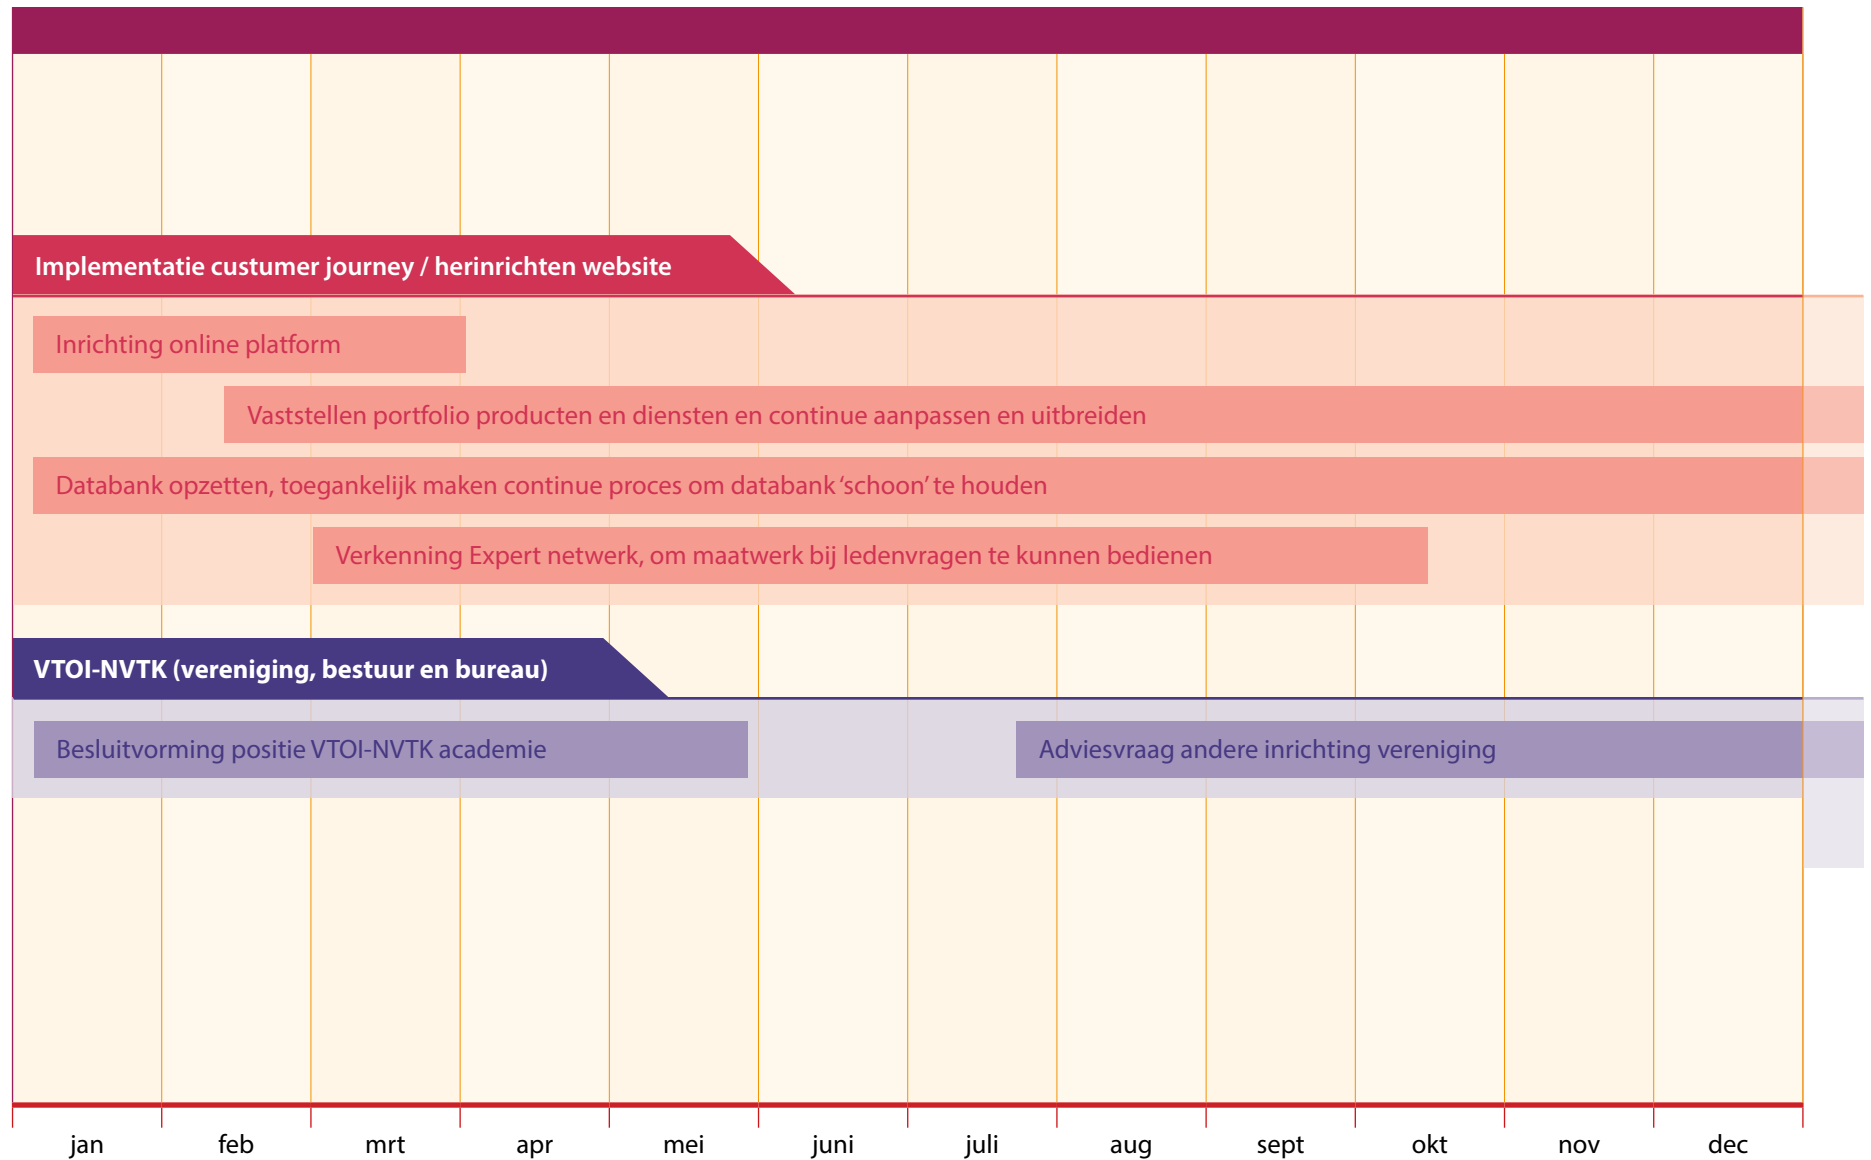 Implementatie custumer journey / herinrichten website
Inrichting online platform
Vaststellen portfolio producten en diensten en continue aanpassen en uitbreiden
Databank opzetten, toegankelijk maken continue proces om databank ‘schoon’ te houden
Verkenning Expert netwerk, om maatwerk bij ledenvragen te kunnen bedienen
VTOI-NVTK (vereniging, bestuur en bureau)
Besluitvorming positie VTOI-NVTK academie
Adviesvraag andere inrichting vereniging
jan feb mrt apr mei juni juli aug sept okt nov dec